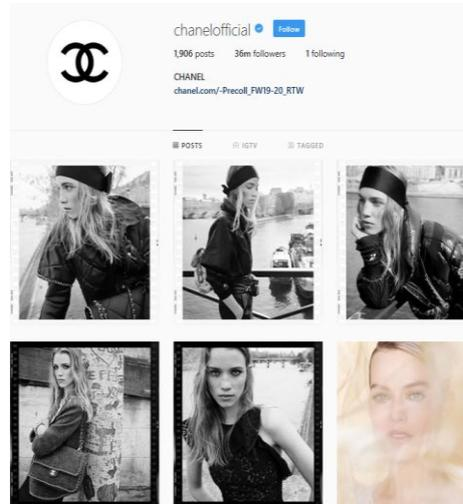 chanelofficial Follow
1,906 posts 36m followers 1 following
CHANEL
chanel.com/-Precoll_FW19-20_RTW
POSTS IGTV TAGGED